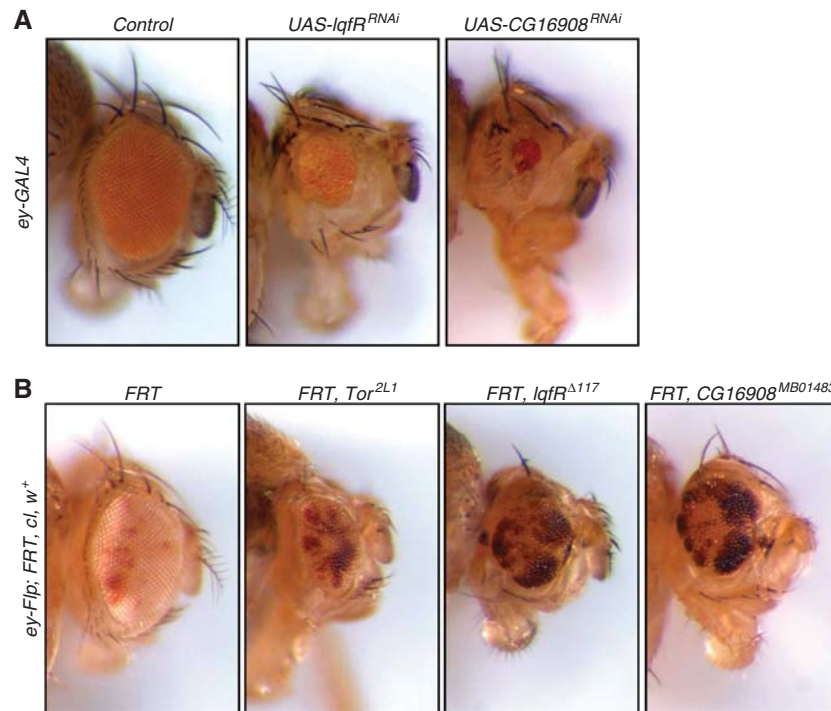 A
Control UAS-lqfR^RNAi UAS-CG16908^RNAi
ey-GAL4
B
FRT FRT, Tor^2L1 FRT, lqfR^Δ117 FRT, CG16908^MB01483
ey-Flp; FRT, cl, w^+